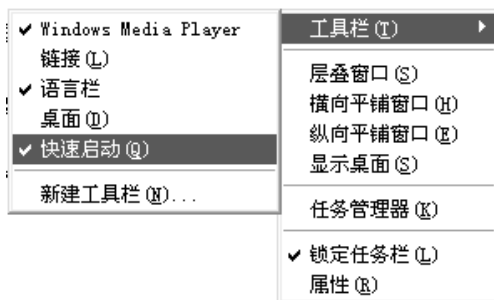 Windows Media Player
链接(L)
语言栏
桌面(D)
快速启动(Q)
新建工具栏(N)...
工具栏(T)
层叠窗口(S)
横向平铺窗口(H)
纵向平铺窗口(E)
显示桌面(S)
任务管理器(K)
锁定任务栏(L)
属性(R)